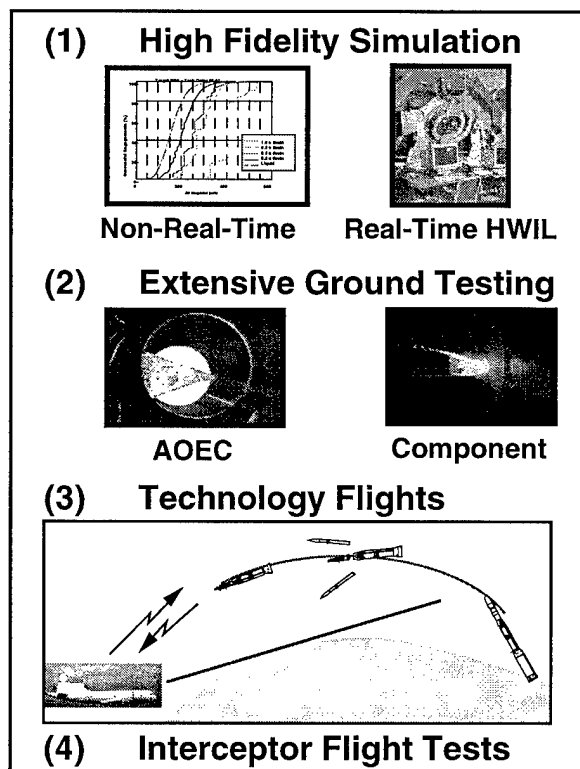 (1) High Fidelity Simulation
Non-Real-Time Real-Time HWIL
(2) Extensive Ground Testing
AOEC Component
(3) Technology Flights
(4) Interceptor Flight Tests